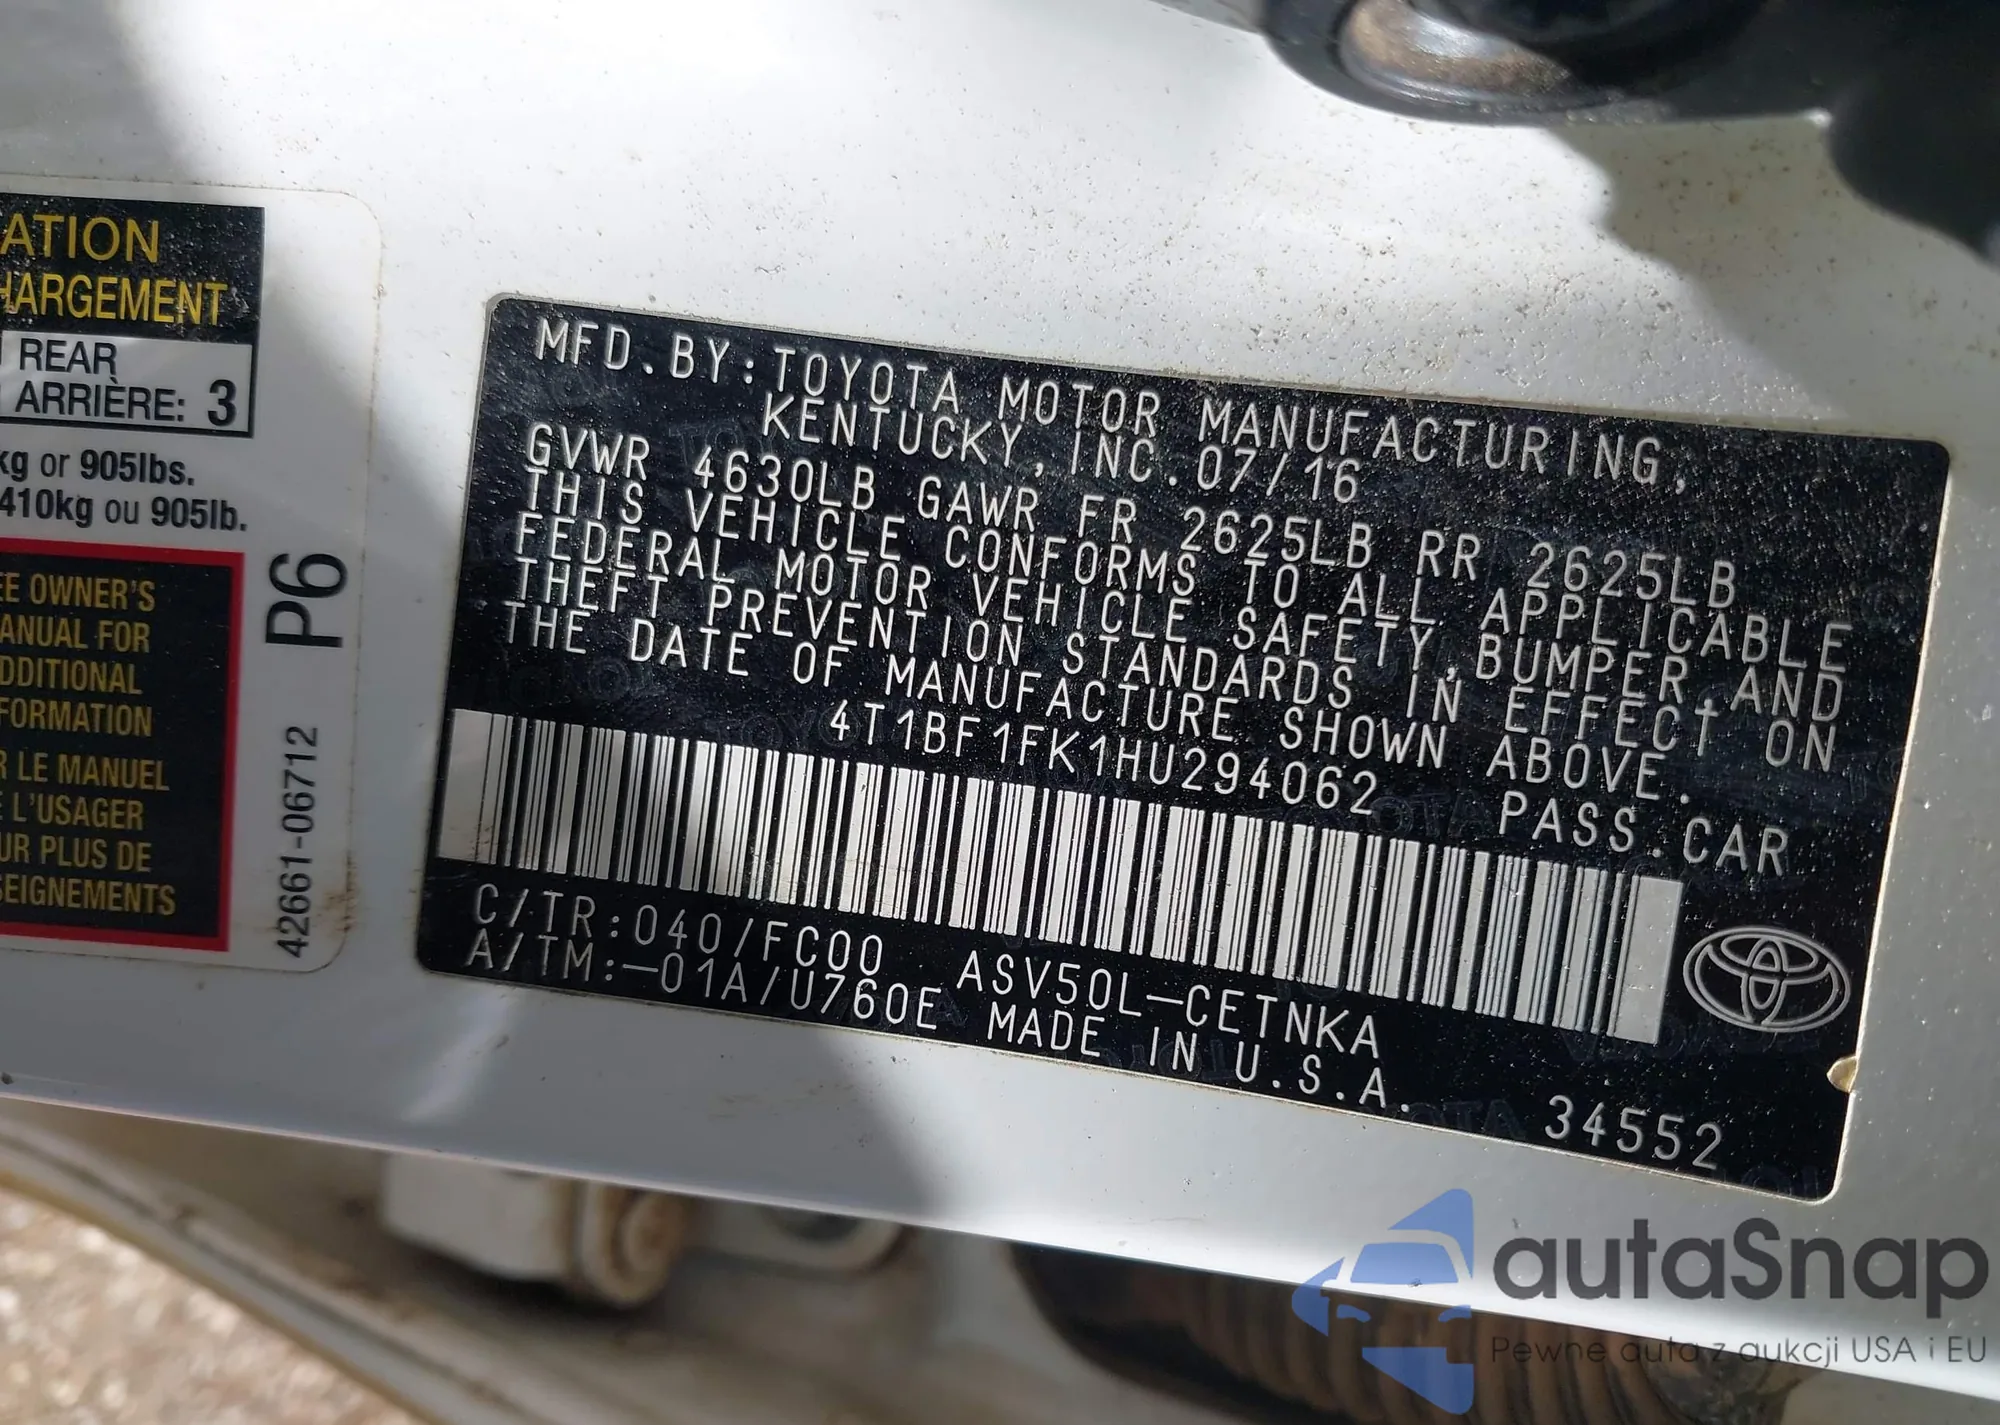 ATION
HARGEMENT
REAR
ARRIÈRE: 3
kg or 905lbs.
410kg ou 905lb.
EE OWNER'S
ANUAL FOR
DDITIONAL
FORMATION
R LE MANUEL
E L'USAGER
UR PLUS DE
SEIGNEMENTS
P6
42661-06712
MFD.BY:TOYOTA MOTOR MANUFACTURING,
KENTUCKY, INC. 07/16
GVWR 4630LB GAWR FR 2625LB RR 2625LB
THIS VEHICLE CONFORMS TO ALL APPLICABLE
FEDERAL MOTOR VEHICLE SAFETY,BUMPER,AND
THEFT PREVENTION STANDARDS IN EFFECT ON
THE DATE OF MANUFACTURE SHOWN ABOVE.
4T1BF1FK1HU294062 PASS.CAR
C/TR:040/FC00 ASV50L-CETNKA
A/TM:-01A/U760E MADE IN U.S.A.
34552
autaSnap
Pewne auta z aukcji USA i EU